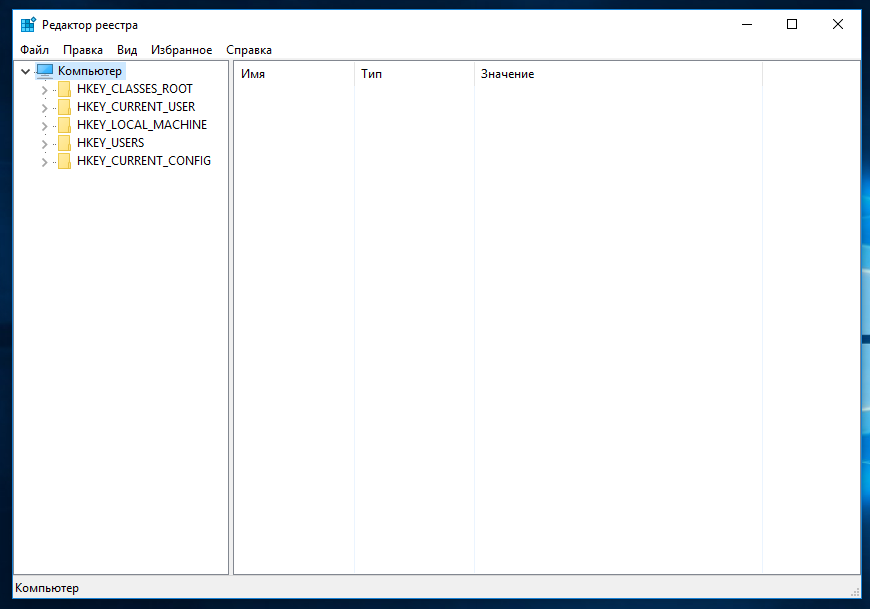 Редактор реестра
Файл Правка Вид Избранное Справка
Компьютер
HKEY_CLASSES_ROOT
HKEY_CURRENT_USER
HKEY_LOCAL_MACHINE
HKEY_USERS
HKEY_CURRENT_CONFIG
Имя Тип Значение
Компьютер